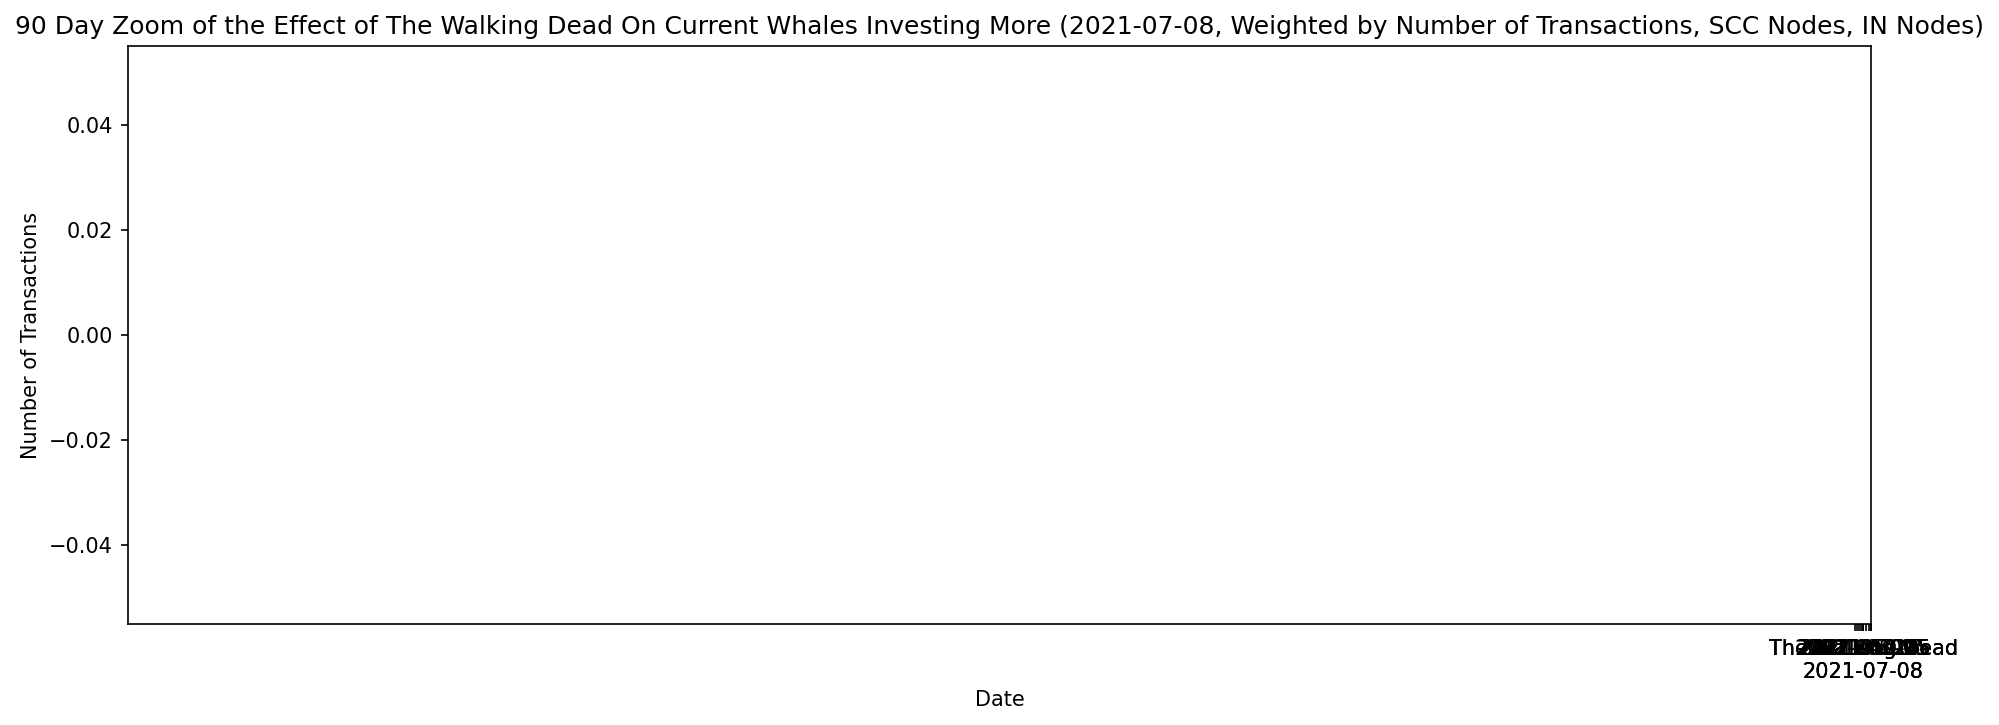 90 Day Zoom of the Effect of The Walking Dead On Current Whales Investing More (2021-07-08, Weighted by Number of Transactions, SCC Nodes, IN Nodes)
Number of Transactions
0.04
0.02
0.00
−0.02
−0.04
2021-07-08
Date